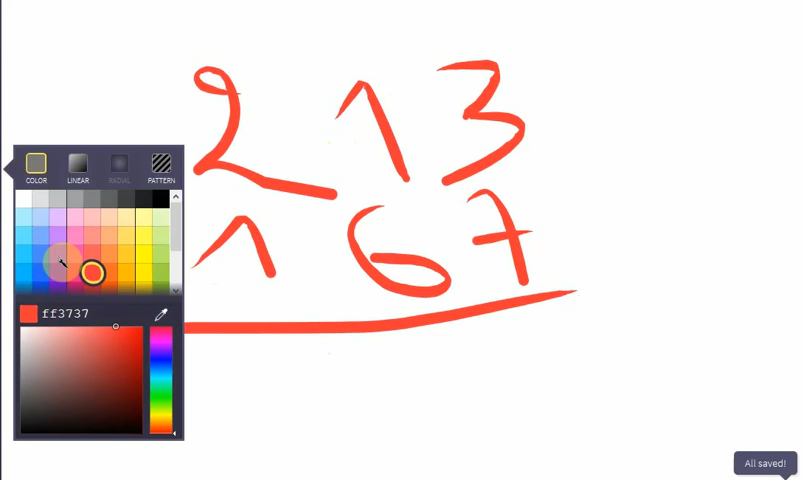 213
COLOR LINEAR RADIAL PATTERN
167
ff3737
All saved!